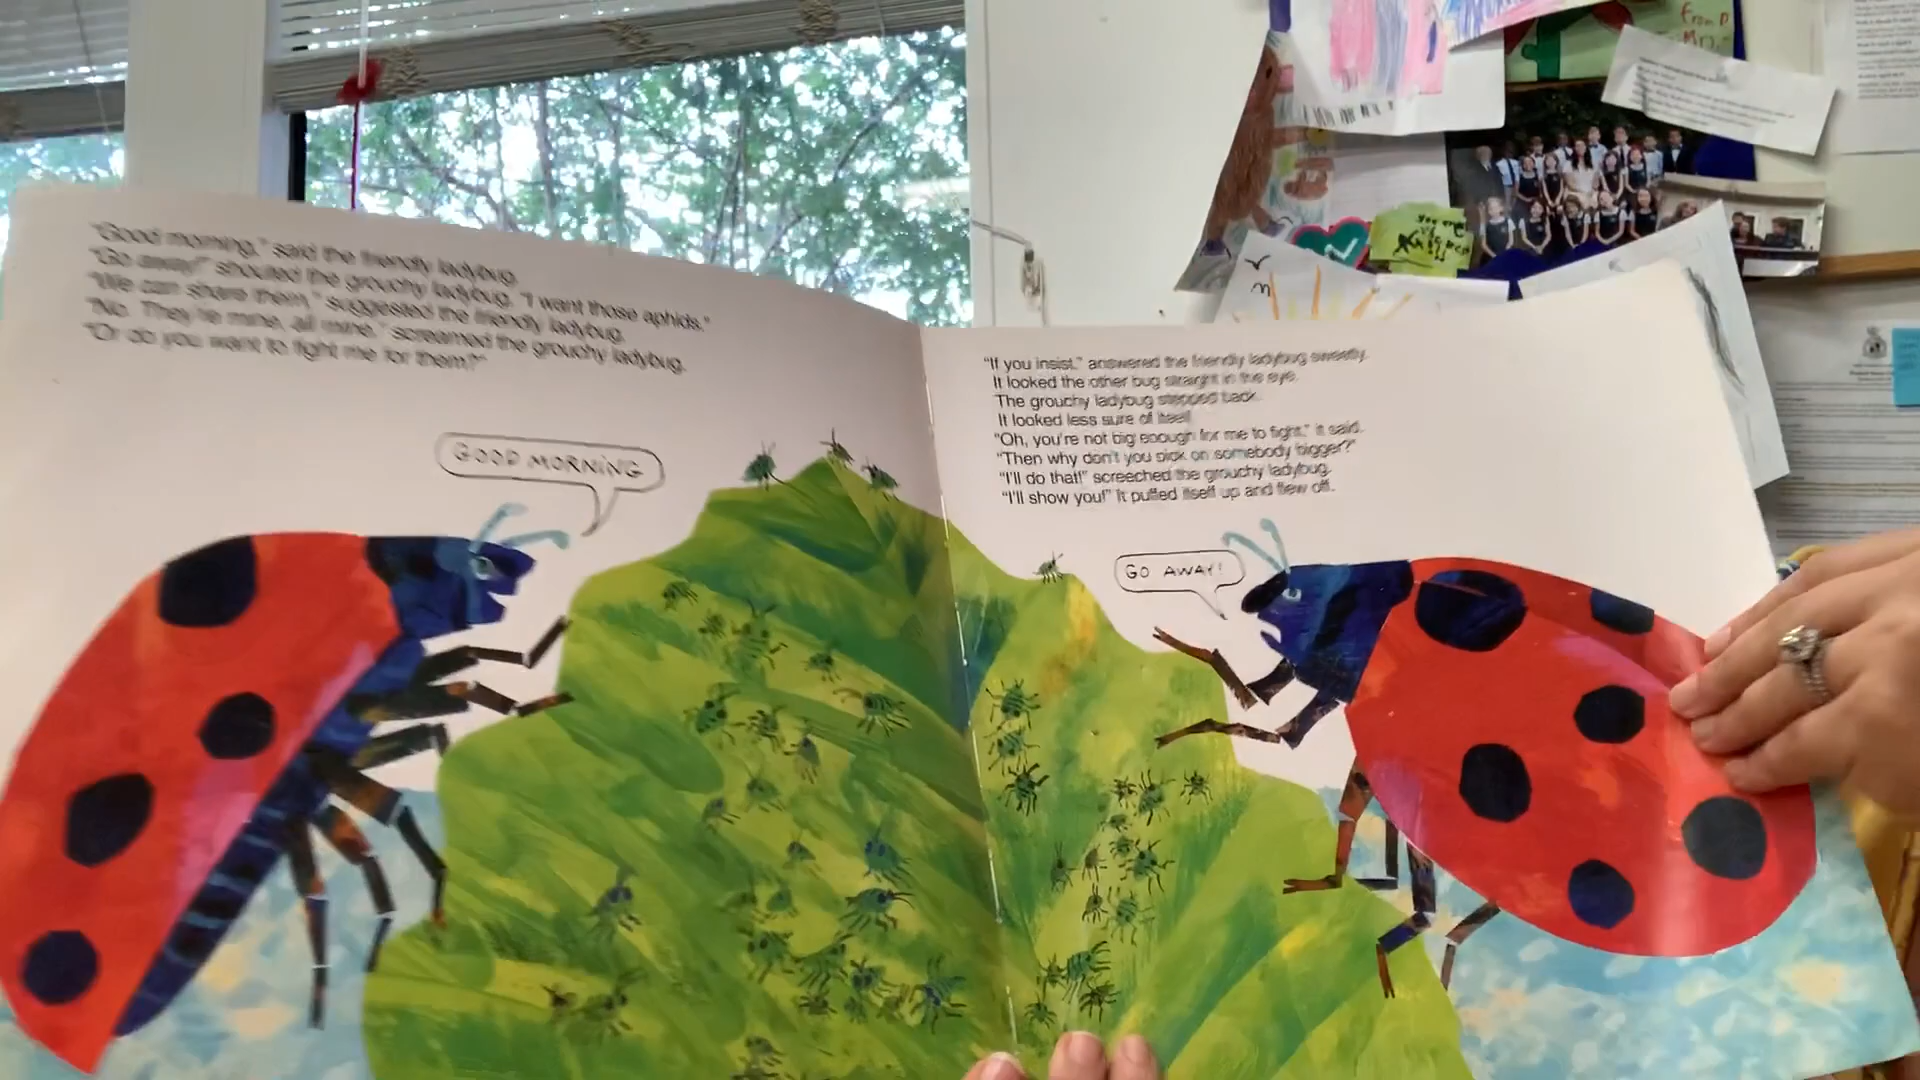 "Good morning," said the friendly ladybug.
"Go away!" shouted the grouchy ladybug. "I want those aphids."
"We can share them," suggested the friendly ladybug.
"No. They're mine, all mine," screamed the grouchy ladybug.
"Or do you want to fight me for them?"
GOOD MORNING
"If you insist," answered the friendly ladybug sweetly.
It looked the other bug straight in the eye.
The grouchy ladybug stepped back.
It looked less sure of itself.
"Oh, you're not big enough for me to fight," it said.
"Then why don't you pick on somebody bigger?"
"I'll do that!" screeched the grouchy ladybug.
"I'll show you!" It puffed itself up and flew off.
GO AWAY!
from